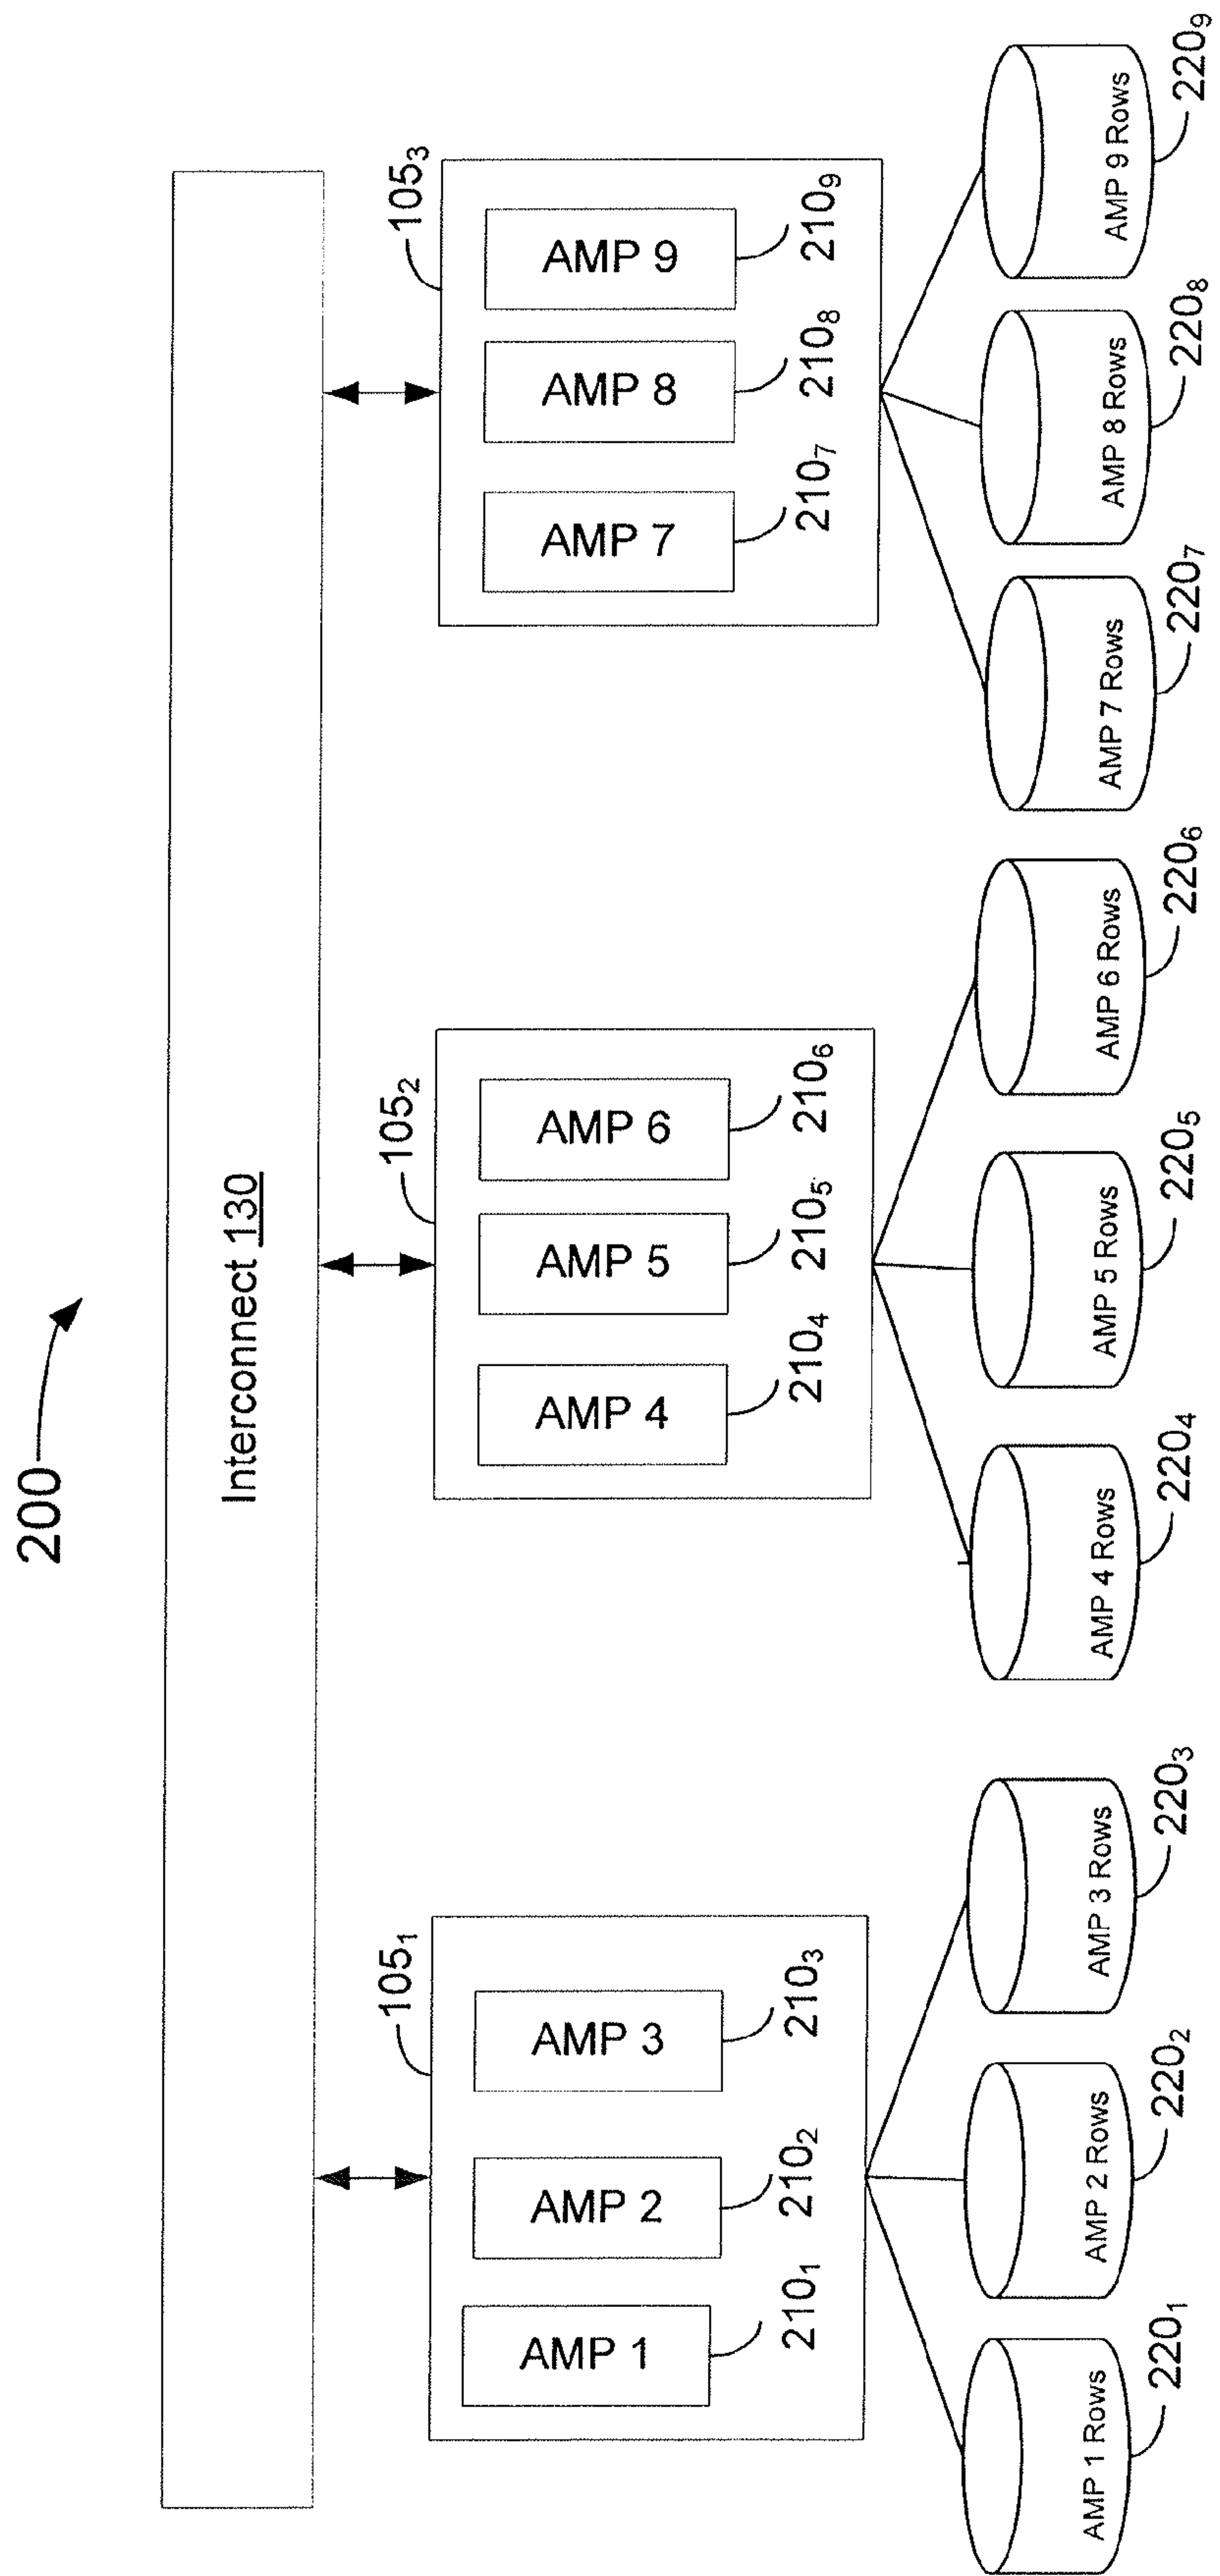 200
Interconnect 130
105₁
105₂
105₃
AMP 1
AMP 2
AMP 3
AMP 4
AMP 5
AMP 6
AMP 7
AMP 8
AMP 9
210₁
210₂
210₃
210₄
210₅
210₆
210₇
210₈
210₉
AMP 1 Rows
AMP 2 Rows
AMP 3 Rows
AMP 4 Rows
AMP 5 Rows
AMP 6 Rows
AMP 7 Rows
AMP 8 Rows
AMP 9 Rows
220₁
220₂
220₃
220₄
220₅
220₆
220₇
220₈
220₉